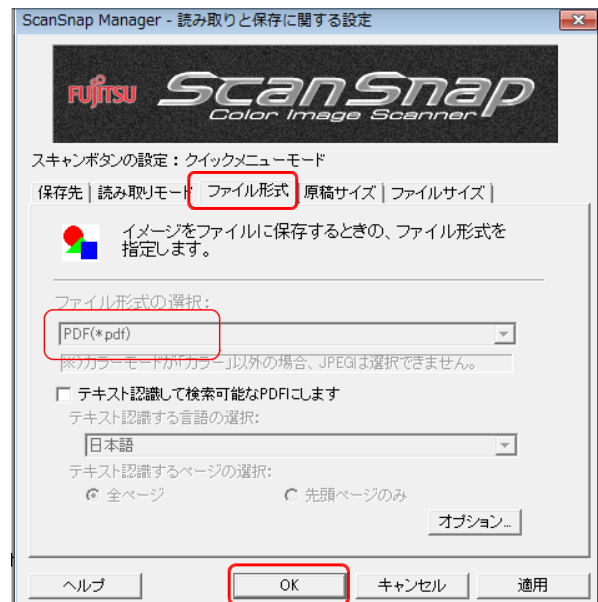 ScanSnap Manager - 読み取りと保存に関する設定
FUJITSU ScanSnap
Color Image Scanner
スキャンボタンの設定：クイックメニューモード
保存先 読み取りモード ファイル形式 原稿サイズ ファイルサイズ
イメージをファイルに保存するときの、ファイル形式を
指定します。
ファイル形式の選択:
PDF(*.pdf)
(※)カラーモードが「カラー」以外の場合、JPEGは選択できません。
テキスト認識して検索可能なPDFにします
テキスト認識する言語の選択:
日本語
テキスト認識するページの選択:
全ページ 先頭ページのみ
オプション...
ヘルプ OK キャンセル 適用